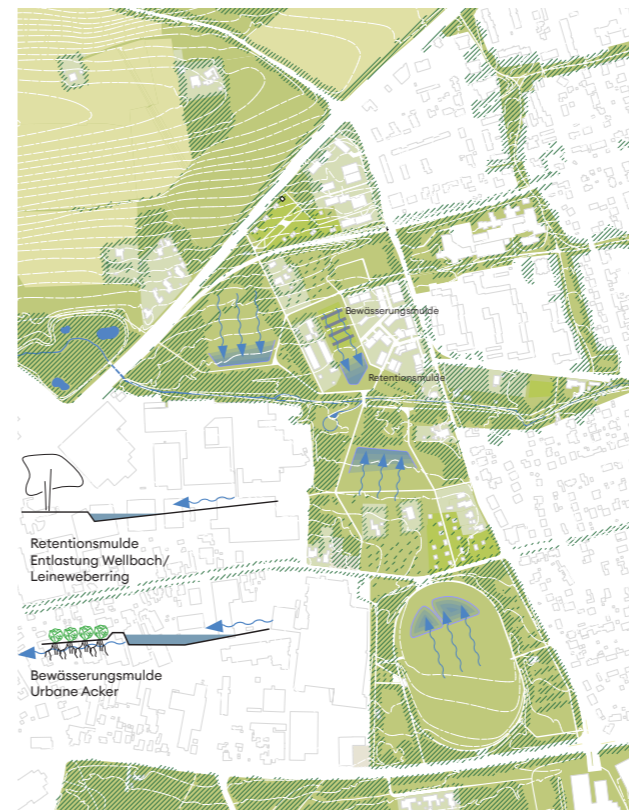 Bewässerungsmulde
Retentionsmulde
Retentionsmulde
Entlastung Wellbach/
Leineweberring
Bewässerungsmulde
Urbane Acker